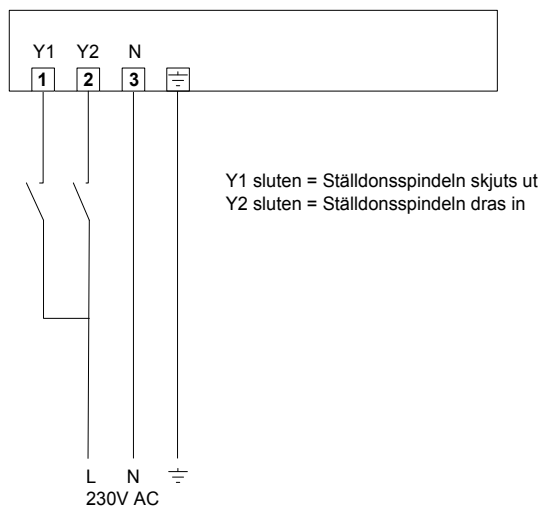 Y1 Y2 N
1 2 3
Y1 sluten = Ställdonsspindeln skjuts ut
Y2 sluten = Ställdonsspindeln dras in
L N
230V AC